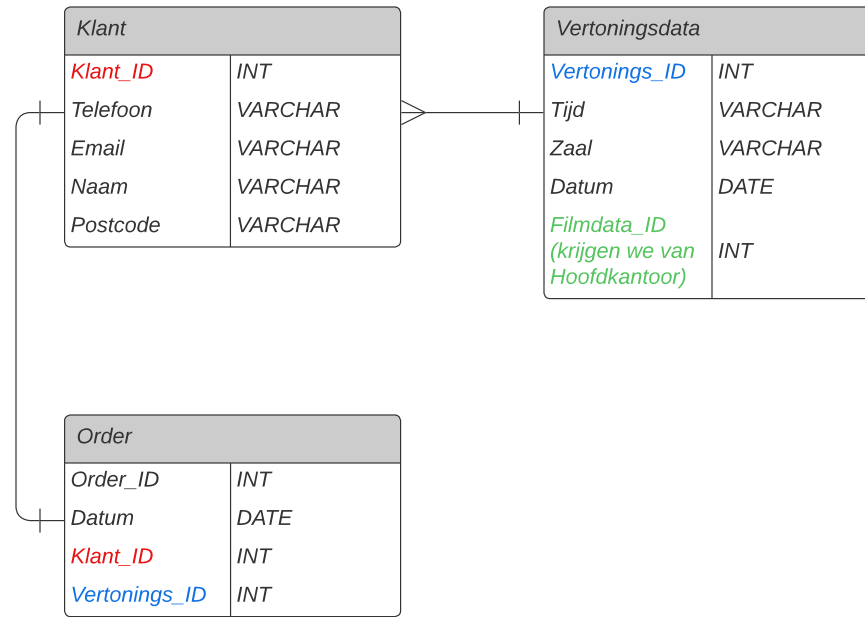 Klant
Klant_ID INT
Telefoon VARCHAR
Email VARCHAR
Naam VARCHAR
Postcode VARCHAR
Vertoningsdata
Vertonings_ID INT
Tijd VARCHAR
Zaal VARCHAR
Datum DATE
Filmdata_ID
(krijgen we van INT
Hoofdkantoor)
Order
Order_ID INT
Datum DATE
Klant_ID INT
Vertonings_ID INT